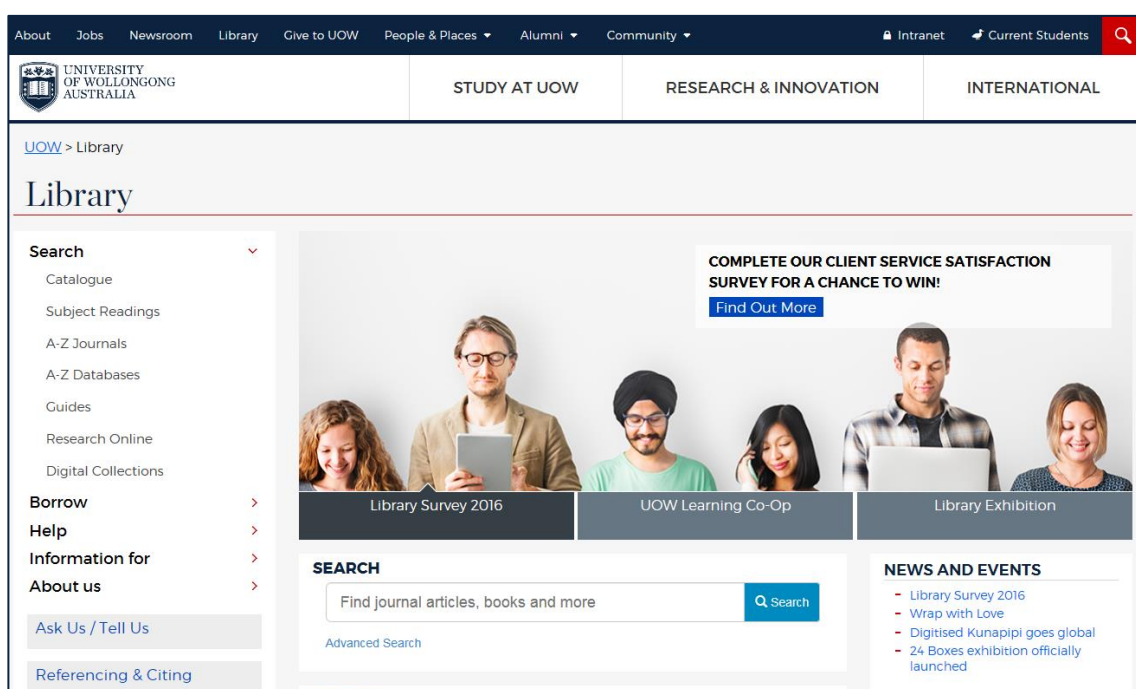 About Jobs Newsroom Library Give to UOW People & Places Alumni Community Intranet Current Students
UNIVERSITY
OF WOLLONGONG
AUSTRALIA
STUDY AT UOW RESEARCH & INNOVATION INTERNATIONAL
UOW > Library
Library
Search
Catalogue
Subject Readings
A-Z Journals
A-Z Databases
Guides
Research Online
Digital Collections
Borrow
Help
Information for
About us
Ask Us / Tell Us
Referencing & Citing
COMPLETE OUR CLIENT SERVICE SATISFACTION
SURVEY FOR A CHANCE TO WIN!
Find Out More
Library Survey 2016 UOW Learning Co-Op Library Exhibition
SEARCH
Find journal articles, books and more Search
Advanced Search
NEWS AND EVENTS
- Library Survey 2016
- Wrap with Love
- Digitised Kunapipi goes global
- 24 Boxes exhibition officially
launched